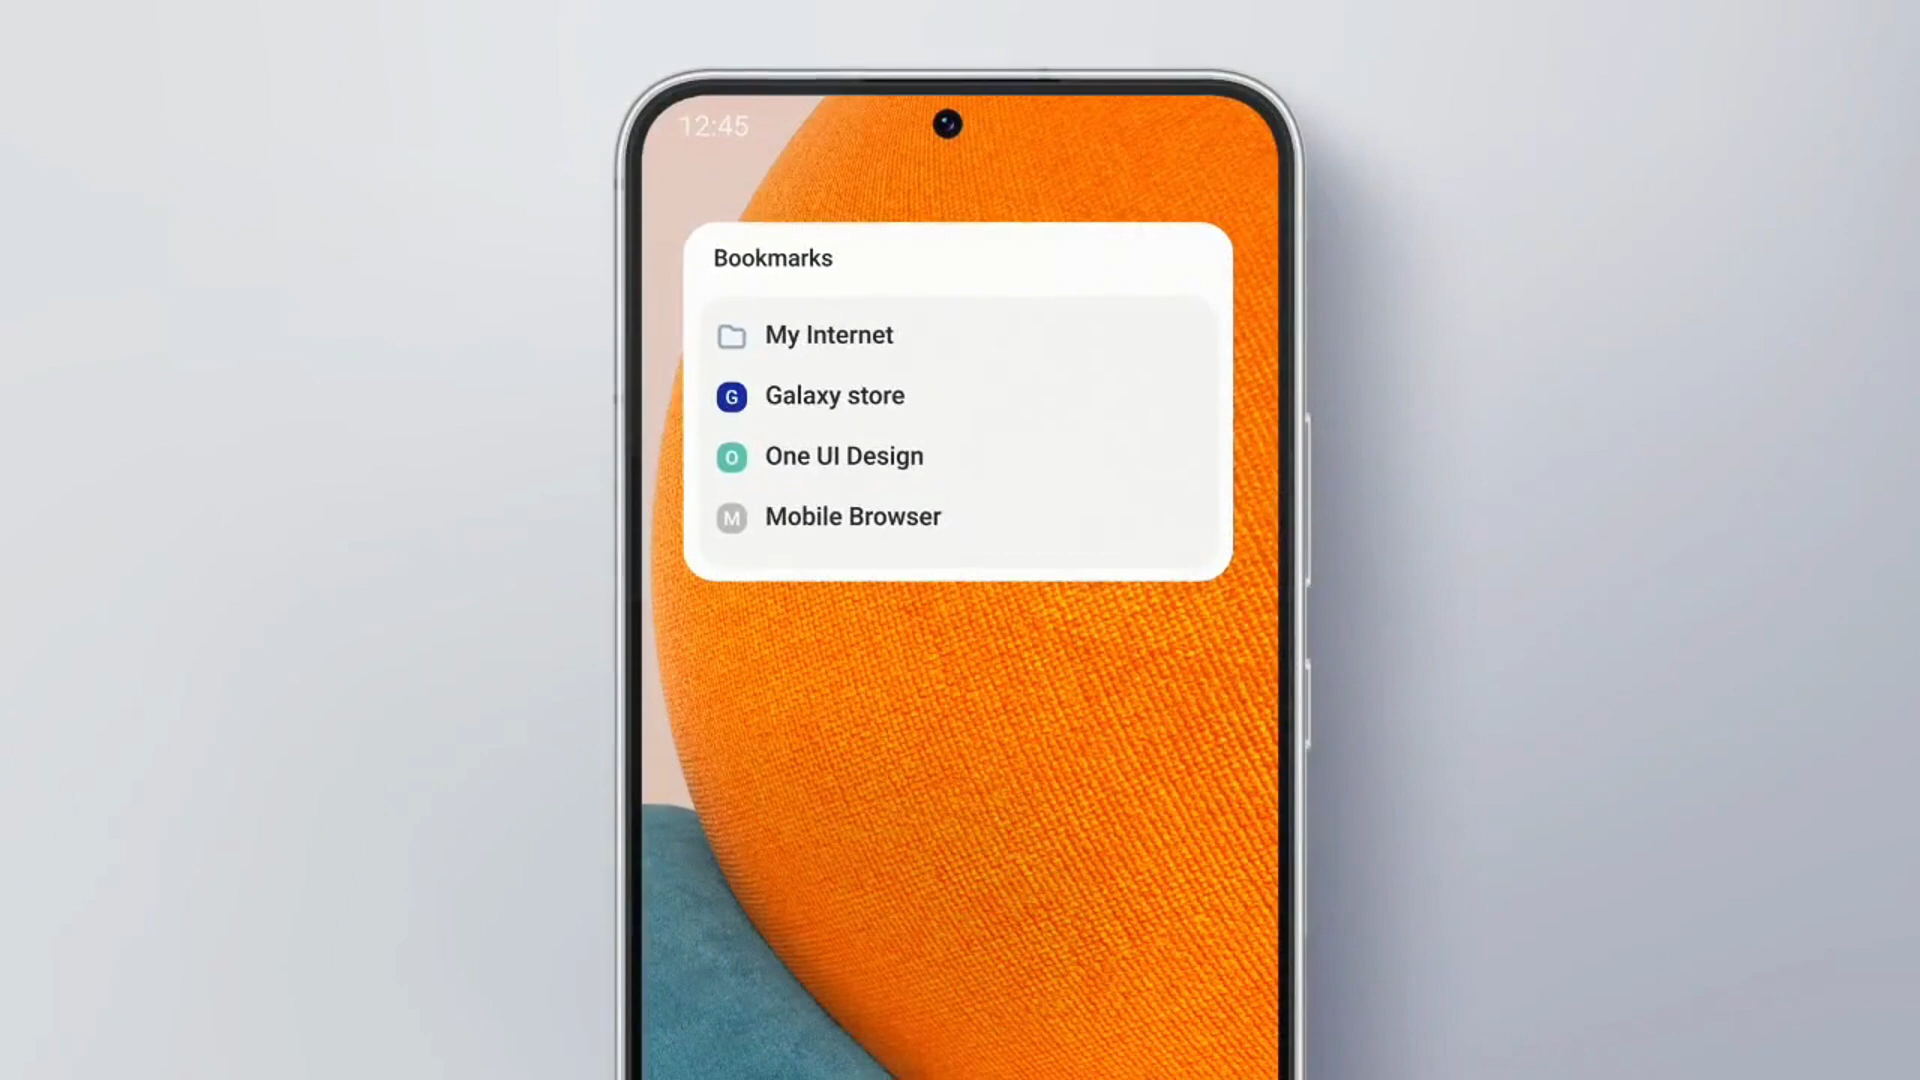 12:45
Bookmarks
My Internet
G Galaxy store
O One UI Design
M Mobile Browser